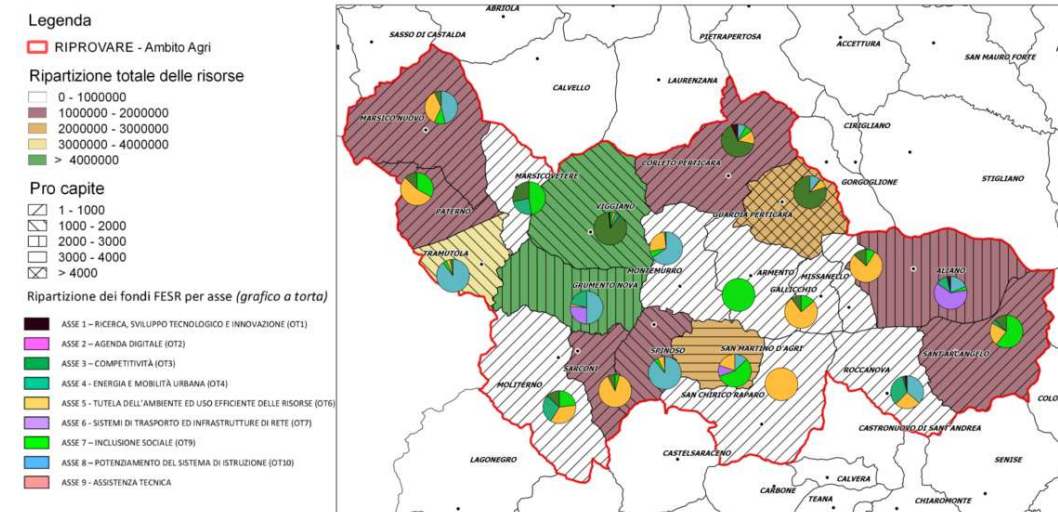 Legenda
RIPROVARE - Ambito Agri
Ripartizione totale delle risorse
0 - 1000000
1000000 - 2000000
2000000 - 3000000
3000000 - 4000000
> 4000000
Pro capite
1 - 1000
1000 - 2000
2000 - 3000
3000 - 4000
> 4000
Ripartizione dei fondi FESR per asse (grafico a torta)
ASSE 1 – RICERCA, SVILUPPO TECNOLOGICO E INNOVAZIONE (OT1)
ASSE 2 – AGENDA DIGITALE (OT2)
ASSE 3 – COMPETITIVITÀ (OT3)
ASSE 4 - ENERGIA E MOBILITÀ URBANA (OT4)
ASSE 5 - TUTELA DELL'AMBIENTE ED USO EFFICIENTE DELLE RISORSE (OT6)
ASSE 6 - SISTEMI DI TRASPORTO ED INFRASTRUTTURE DI RETE (OT7)
ASSE 7 – INCLUSIONE SOCIALE (OT9)
ASSE 8 – POTENZIAMENTO DEL SISTEMA DI ISTRUZIONE (OT10)
ASSE 9 - ASSISTENZA TECNICA
ABRIOLA
SASSO DI CASTALDA
PIETRAPERTOSA
ACCETTURA
SAN MAURO FORTE
CALVELLO
LAURENZANA
MARSICO NUOVO
CIRIGLIANO
CORLETO PERTICARA
MARSICOVETERE
GORGOGLIONE
STIGLIANO
PATERNO
VIGGIANO
GUARDIA PERTICARA
TRAMUTOLA
MONTEMURRO
ARMENTO
MISSANELLO
ALIANO
GRUMENTO NOVA
GALLICCHIO
SPINOSO
SAN MARTINO D'AGRI
SANT'ARCANGELO
SARCONI
ROCCANOVA
MOLITERNO
SAN CHIRICO RAPARO
COLO
CASTRONUOVO DI SANT'ANDREA
LAGONEGRO
CASTELSARACENO
SENISE
CALVERA
CARBONE
TEANA
CHIAROMONTE